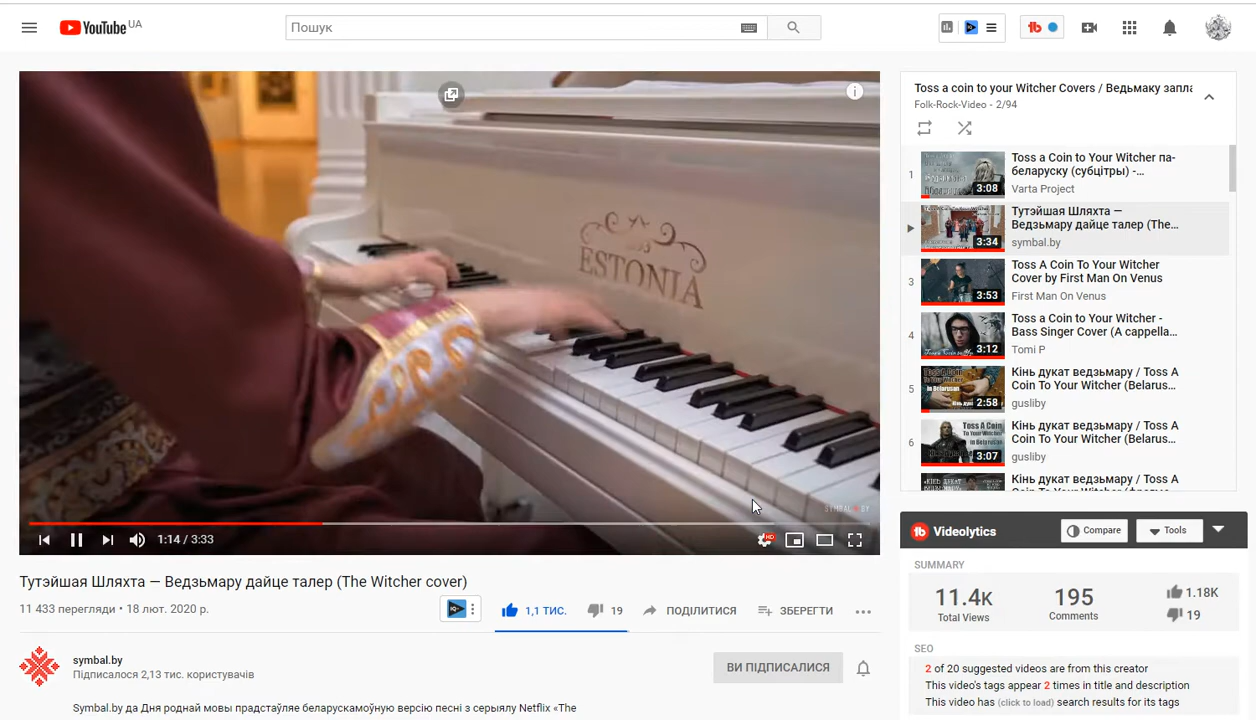 YouTube UA
Пошук
ESTONIA
SYMBAL.BY
1:14 / 3:33
HD
Тутэйшая Шляхта — Ведзьмару дайце талер (The Witcher cover)
11 433 перегляди • 18 лют. 2020 р.
1,1 ТИС.
19
ПОДІЛИТИСЯ
ЗБЕРЕГТИ
symbal.by
Підписалося 2,13 тис. користувачів
ВИ ПІДПИСАЛИСЯ
Symbal.by да Дня роднай мовы прадстаўляе беларускамоўную версію песні з серыялу Netflix «The
Toss a coin to your Witcher Covers / Ведьмаку запла
Folk-Rock-Video - 2/94
1
Toss a Coin to Your Witcher па-
беларуску (субцітры) -...
Varta Project
3:08
Тутэйшая Шляхта —
Ведзьмару дайце талер (The...
symbal.by
3:34
3
Toss A Coin To Your Witcher
Cover by First Man On Venus
First Man On Venus
3:53
4
Toss a Coin to Your Witcher -
Bass Singer Cover (A cappella...
Tomi P
3:12
5
Кінь дукат ведзьмару / Toss A
Coin To Your Witcher (Belarus...
gusliby
2:58
6
Кінь дукат ведзьмару / Toss A
Coin To Your Witcher (Belarus...
gusliby
3:07
Кінь дукат ведзьмару / Toss A
Videolytics
Compare
Tools
SUMMARY
11.4K
Total Views
195
Comments
1.18K
19
SEO
2 of 20 suggested videos are from this creator
This video's tags appear 2 times in title and description
This video has (click to load) search results for its tags